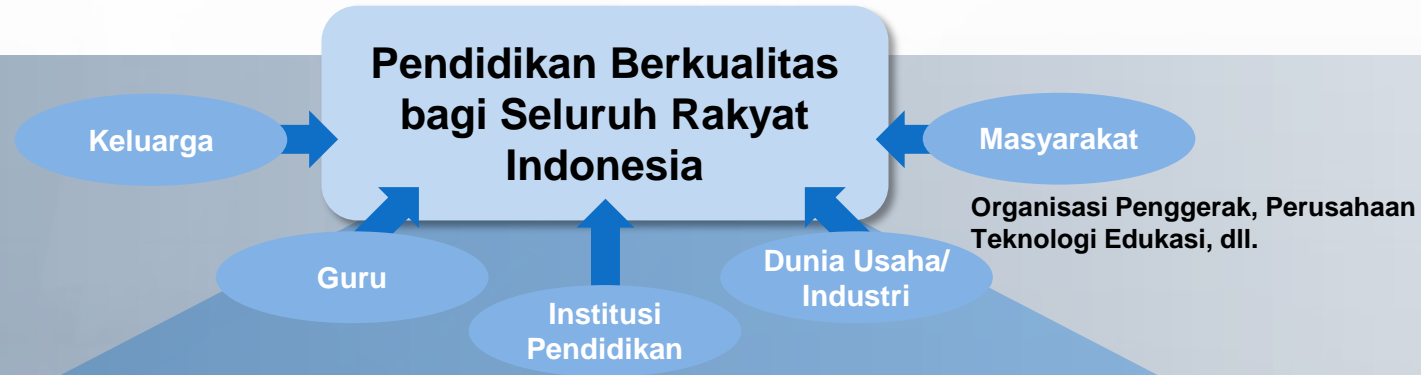 Pendidikan Berkualitas
bagi Seluruh Rakyat
Indonesia
Keluarga
Masyarakat
Organisasi Penggerak, Perusahaan
Teknologi Edukasi, dll.
Guru
Institusi
Pendidikan
Dunia Usaha/
Industri